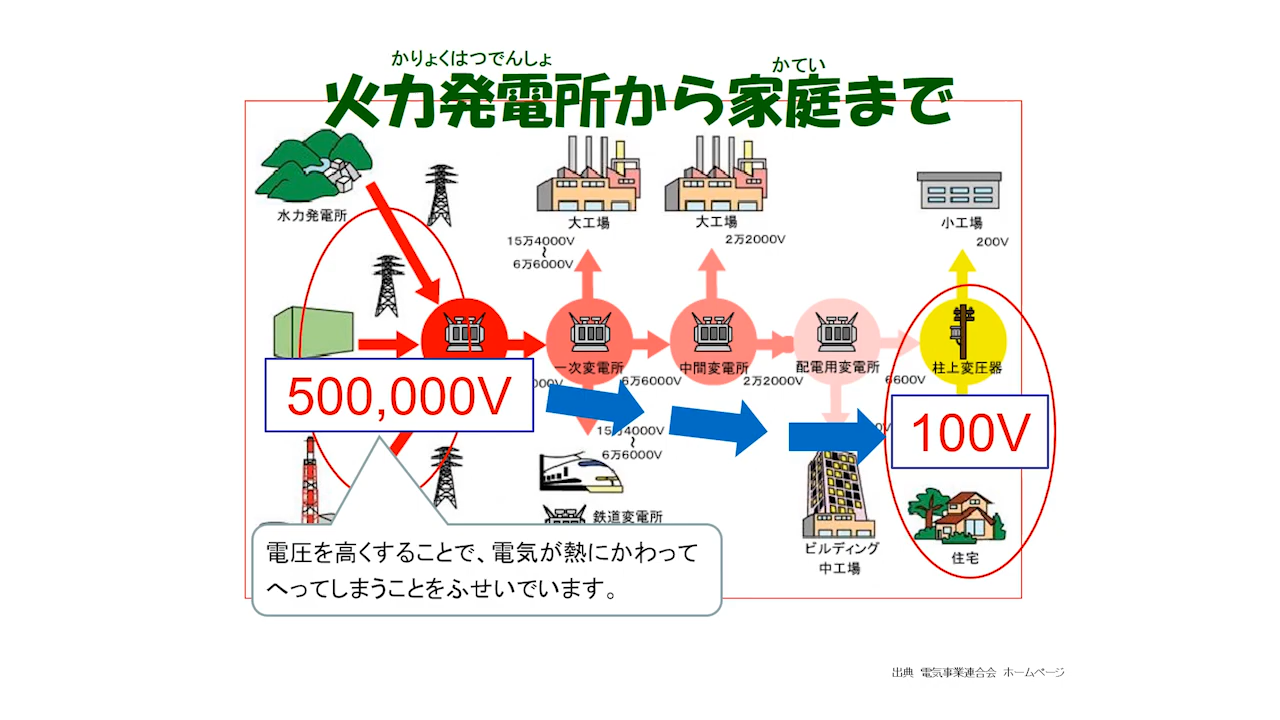 かりょくはつでんしょ
かてい
火力発電所から家庭まで
水力発電所
大工場
大工場
小工場
15万4000V
〜
6万6000V
2万2000V
200V
一次変電所
中間変電所
配電用変電所
柱上変圧器
6万6000V
2万2000V
6600V
500,000V
100V
15万4000V
〜
6万6000V
鉄道変電所
ビルディング
中工場
住宅
電圧を高くすることで、電気が熱にかわって
へってしまうことをふせいでいます。
出典 電気事業連合会 ホームページ